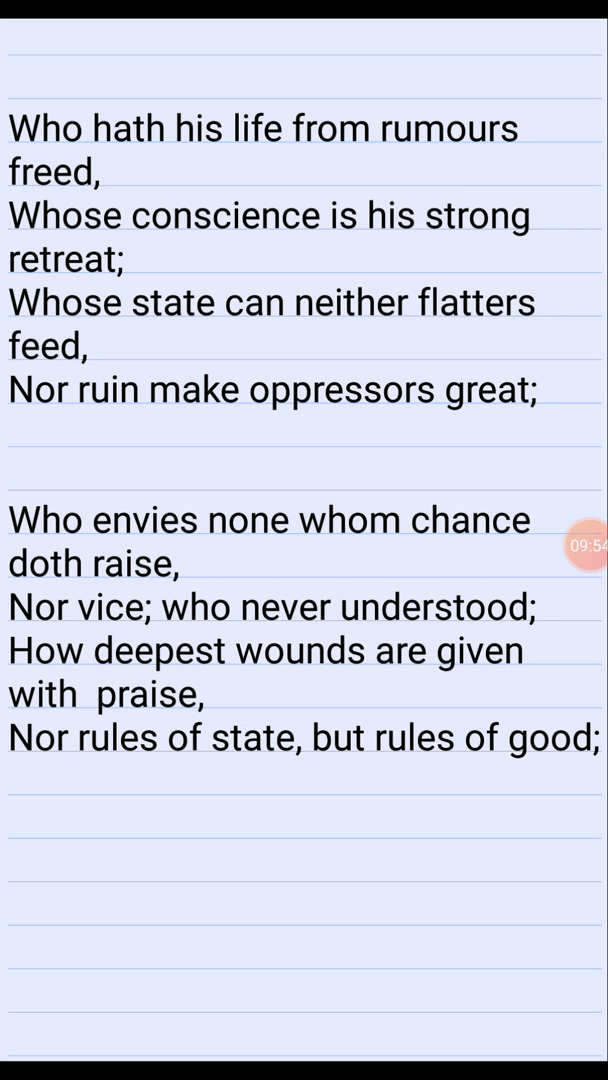 Who hath his life from rumours
freed,
Whose conscience is his strong
retreat;
Whose state can neither flatters
feed,
Nor ruin make oppressors great;
Who envies none whom chance
doth raise,
09:54
Nor vice; who never understood;
How deepest wounds are given
with  praise,
Nor rules of state, but rules of good;